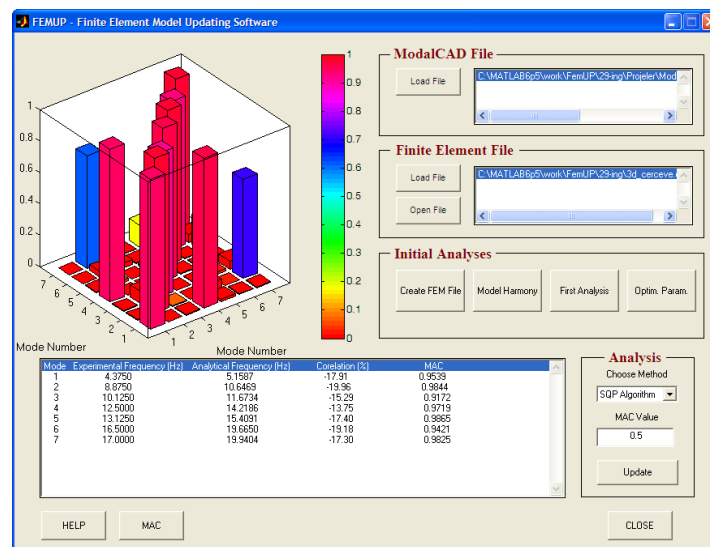 FEMUP - Finite Element Model Updating Software
ModalCAD File
Load File
C:\MATLAB6p5\work\FemUP\29-ing\Projeler\Mod
Finite Element File
Load File
Open File
C:\MATLAB6p5\work\FemUP\29-ing\3d_cerceve.
Initial Analyses
Create FEM File
Model Harmony
First Analysis
Optim. Param.
1
0.8
0.6
0.4
0.2
0
7 6 5 4 3 2 1
1 2 3 4 5 6 7
Mode Number
Mode Number
1
0.9
0.8
0.7
0.6
0.5
0.4
0.3
0.2
0.1
0
Mode Experimental Frequency (Hz) Analytical Frequency (Hz) Corelation (%) MAC
1 4.3750 5.1587 -17.91 0.9539
2 8.8750 10.6469 -19.96 0.9844
3 10.1250 11.6734 -15.29 0.9172
4 12.5000 14.2186 -13.75 0.9719
5 13.1250 15.4091 -17.40 0.9865
6 16.5000 19.6650 -19.18 0.9421
7 17.0000 19.9404 -17.30 0.9825
Analysis
Choose Method
SQP Algorithm
MAC Value
0.5
Update
HELP
MAC
CLOSE